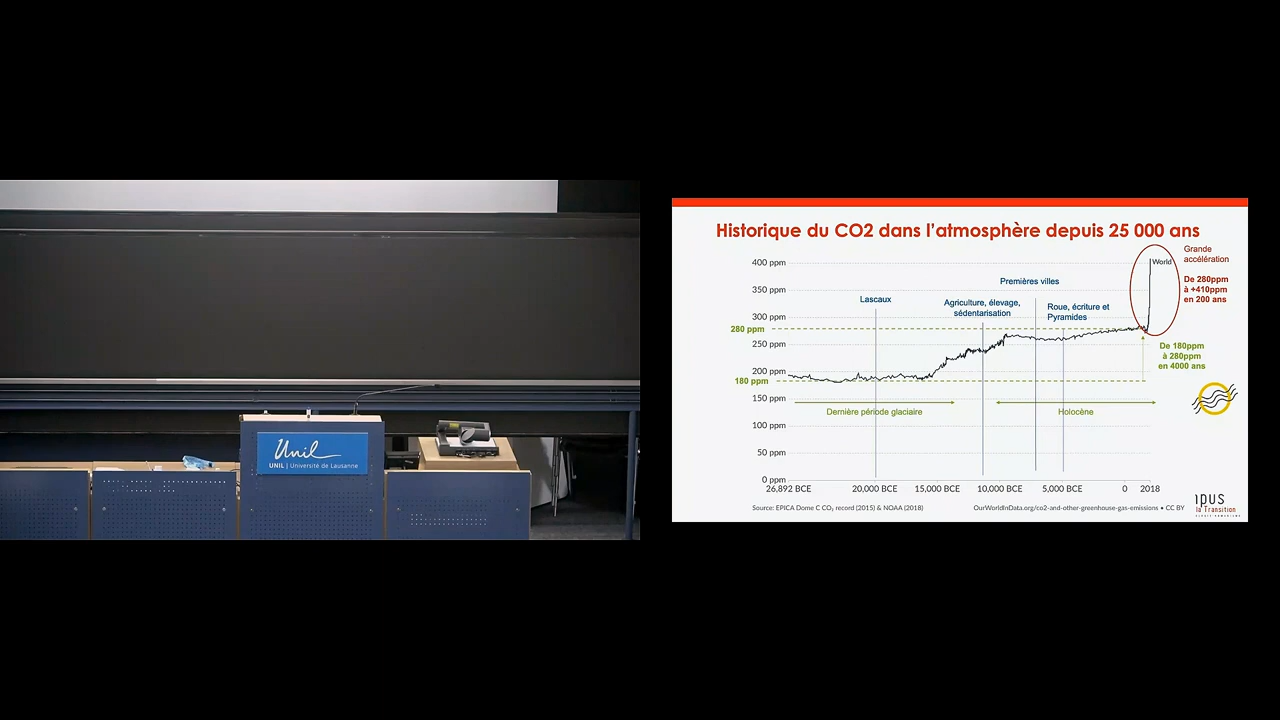 Unil
UNIL | Université de Lausanne
Historique du CO2 dans l'atmosphère depuis 25 000 ans
Grande
accélération
400 ppm
World
De 280ppm
à +410ppm
en 200 ans
350 ppm
Premières villes
Lascaux
Agriculture, élevage,
sédentarisation
Roue, écriture et
Pyramides
300 ppm
280 ppm
250 ppm
De 180ppm
à 280ppm
en 4000 ans
200 ppm
180 ppm
150 ppm
Dernière période glaciaire
Holocène
100 ppm
50 ppm
0 ppm
26,892 BCE
20,000 BCE
15,000 BCE
10,000 BCE
5,000 BCE
0
2018
Source: EPICA Dome C CO₂ record (2015) & NOAA (2018)
OurWorldInData.org/co2-and-other-greenhouse-gas-emissions • CC BY
la Transition